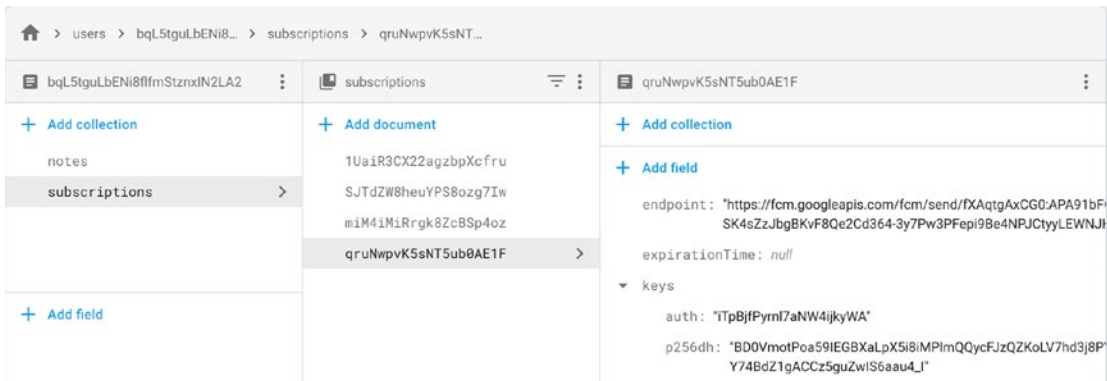 > users > bqL5tguLbENi8… > subscriptions > qruNwpvK5sNT…
bqL5tguLbENi8flfmStznxIN2LA2
+ Add collection
notes
subscriptions >
+ Add field
subscriptions
+ Add document
1UaiR3CX22agzbpXcfru
SJTdZW8heuYPS8ozg7Iw
miM4iMiRrgk8ZcBSp4oz
qruNwpvK5sNT5ub0AE1F >
qruNwpvK5sNT5ub0AE1F
+ Add collection
+ Add field
endpoint: "https://fcm.googleapis.com/fcm/send/fXAqtgAxCG0:APA91bF
SK4sZzJbgBKvF8Qe2Cd364-3y7Pw3PFepi9Be4NPJCtyyLEWNJ
expirationTime: null
keys
auth: "iTpBjfPyrnl7aNW4ijkyWA"
p256dh: "BD0VmotPoa59IEGBXaLpX5i8iMPlmQQycFJzQZKoLV7hd3j8P
Y74BdZ1gACCz5guZwIS6aau4_I"